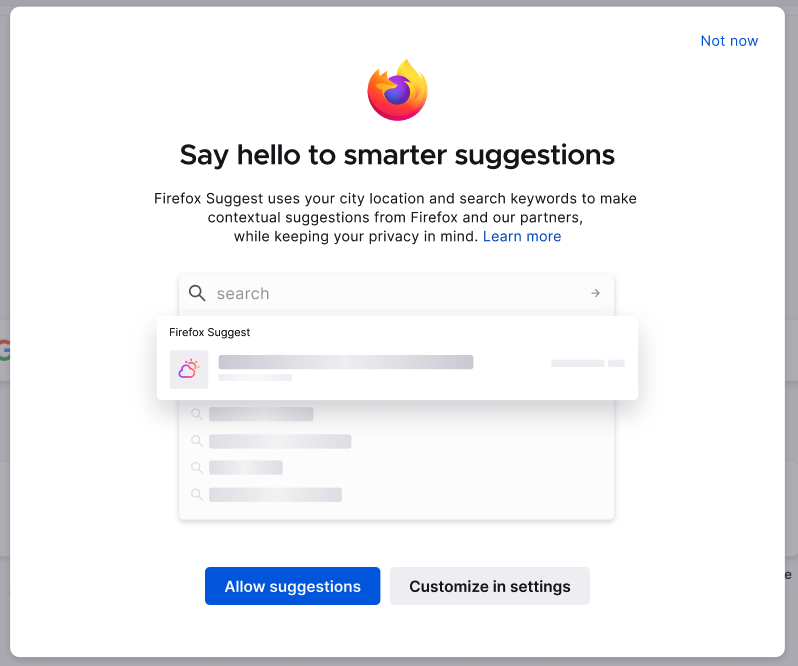 Not now
Say hello to smarter suggestions
Firefox Suggest uses your city location and search keywords to make
contextual suggestions from Firefox and our partners,
while keeping your privacy in mind. Learn more
search
Firefox Suggest
Allow suggestions
Customize in settings